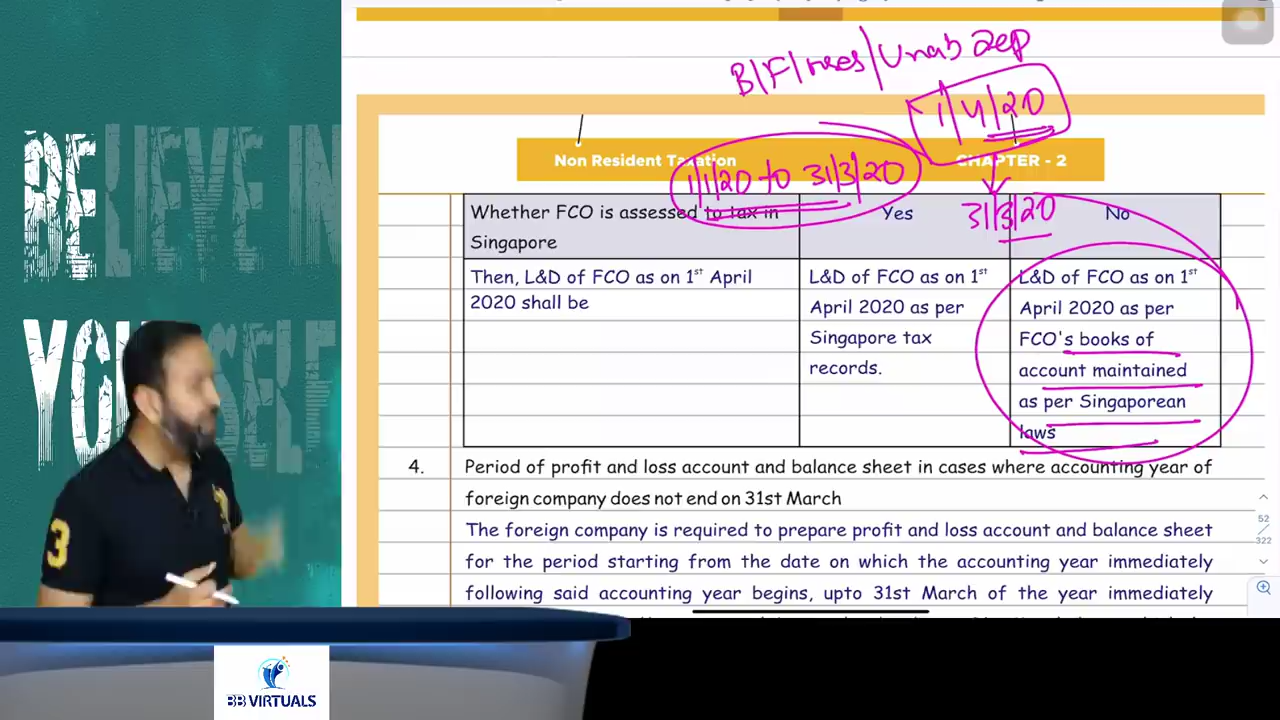 B/F/
/Unab Dep
1/4/20
Non Resident Taxation
CHAPTER - 2
1/1/20 to 31/3/20
31/3/20
Whether FCO is assessed to tax in Singapore
Yes
No
Then, L&D of FCO as on 1st April
2020 shall be
L&D of FCO as on 1st
April 2020 as per
Singapore tax
records.
L&D of FCO as on 1st
April 2020 as per
FCO's books of
account maintained
as per Singaporean
laws
4. Period of profit and loss account and balance sheet in cases where accounting year of
foreign company does not end on 31st March
The foreign company is required to prepare profit and loss account and balance sheet
for the period starting from the date on which the accounting year immediately
following said accounting year begins, upto 31st March of the year immediately
52
322
BELIEVE IN
YOURSELF
3
BB VIRTUALS